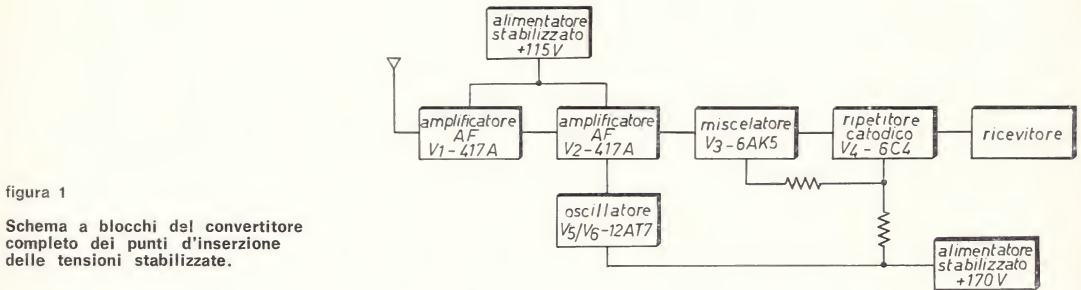 alimentatore
stabilizzato
+115V
amplificatore
AF
V1-417A
amplificatore
AF
V2-417A
miscelatore
V3-6AK5
ripetitore
catodico
V4 - 6C4
ricevitore
oscillatore
V5/V6-12AT7
alimentatore
stabilizzato
+170V
figura 1
Schema a blocchi del convertitore
completo dei punti d'inserzione
delle tensioni stabilizzate.